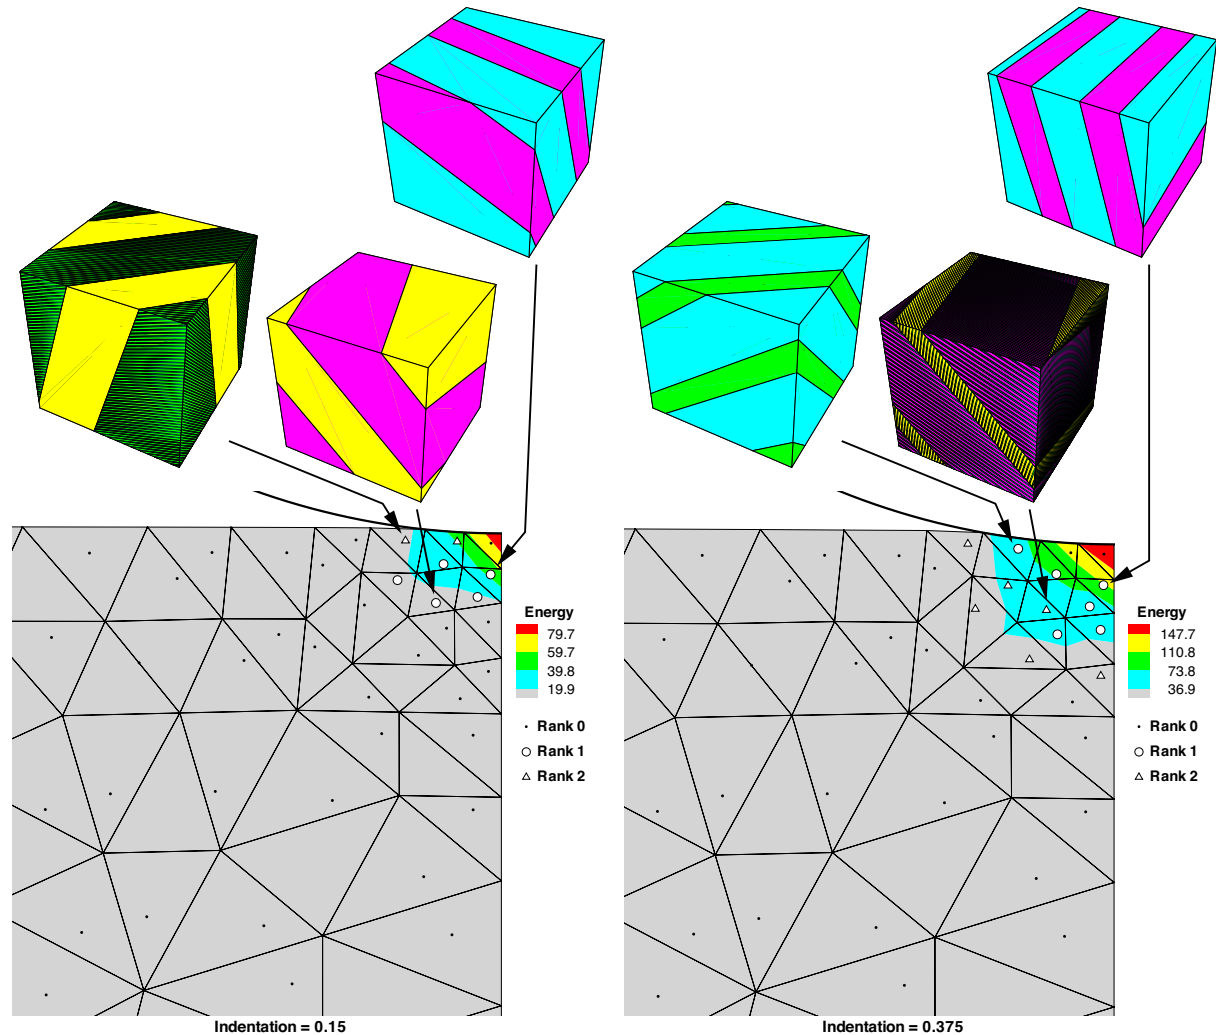 Energy
79.7
59.7
39.8
19.9
Rank 0
Rank 1
Rank 2
Indentation = 0.15
Energy
147.7
110.8
73.8
36.9
Rank 0
Rank 1
Rank 2
Indentation = 0.375